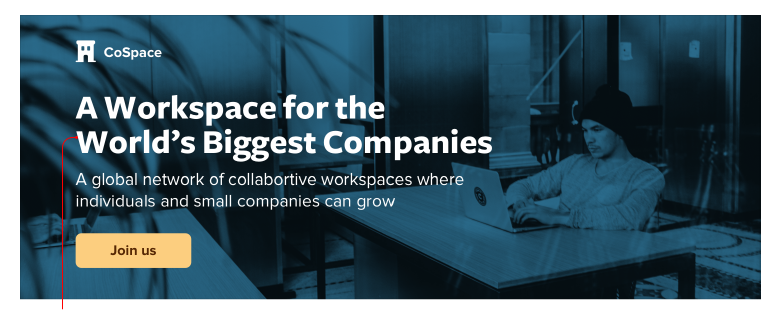 CoSpace
A Workspace for the
World's Biggest Companies
A global network of collabortive workspaces where
individuals and small companies can grow
Join us